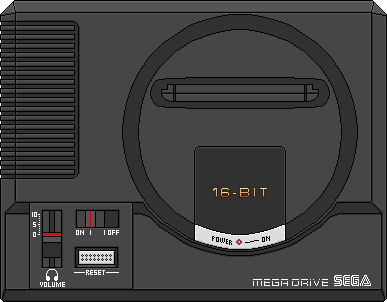 16-BIT
POWER ON
10
5
0
ON I I OFF
RESET
VOLUME
MEGA DRIVE SEGA